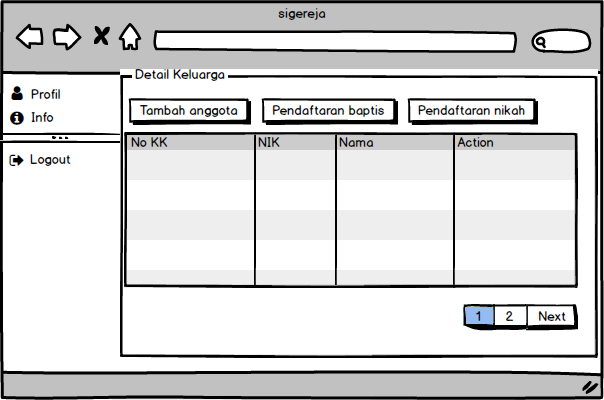 sigereja
Detail Keluarga
Profil
Info
Logout
Tambah anggota
Pendaftaran baptis
Pendaftaran nikah
No KK NIK Nama Action
1 2 Next